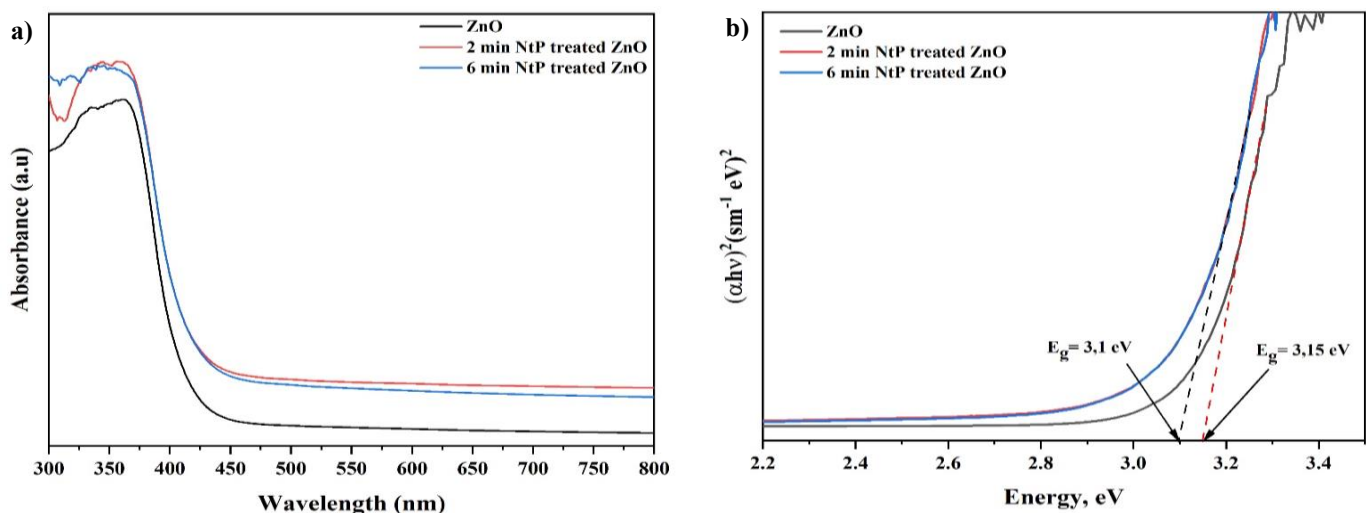 a)
ZnO
2 min NtP treated ZnO
6 min NtP treated ZnO
Absorbance (a.u)
300 350 400 450 500 550 600 650 700 750 800
Wavelength (nm)
b)
ZnO
2 min NtP treated ZnO
6 min NtP treated ZnO
(αhν)² (sm⁻¹ eV)²
E_g= 3,1 eV
E_g= 3,15 eV
2.2 2.4 2.6 2.8 3.0 3.2 3.4
Energy, eV